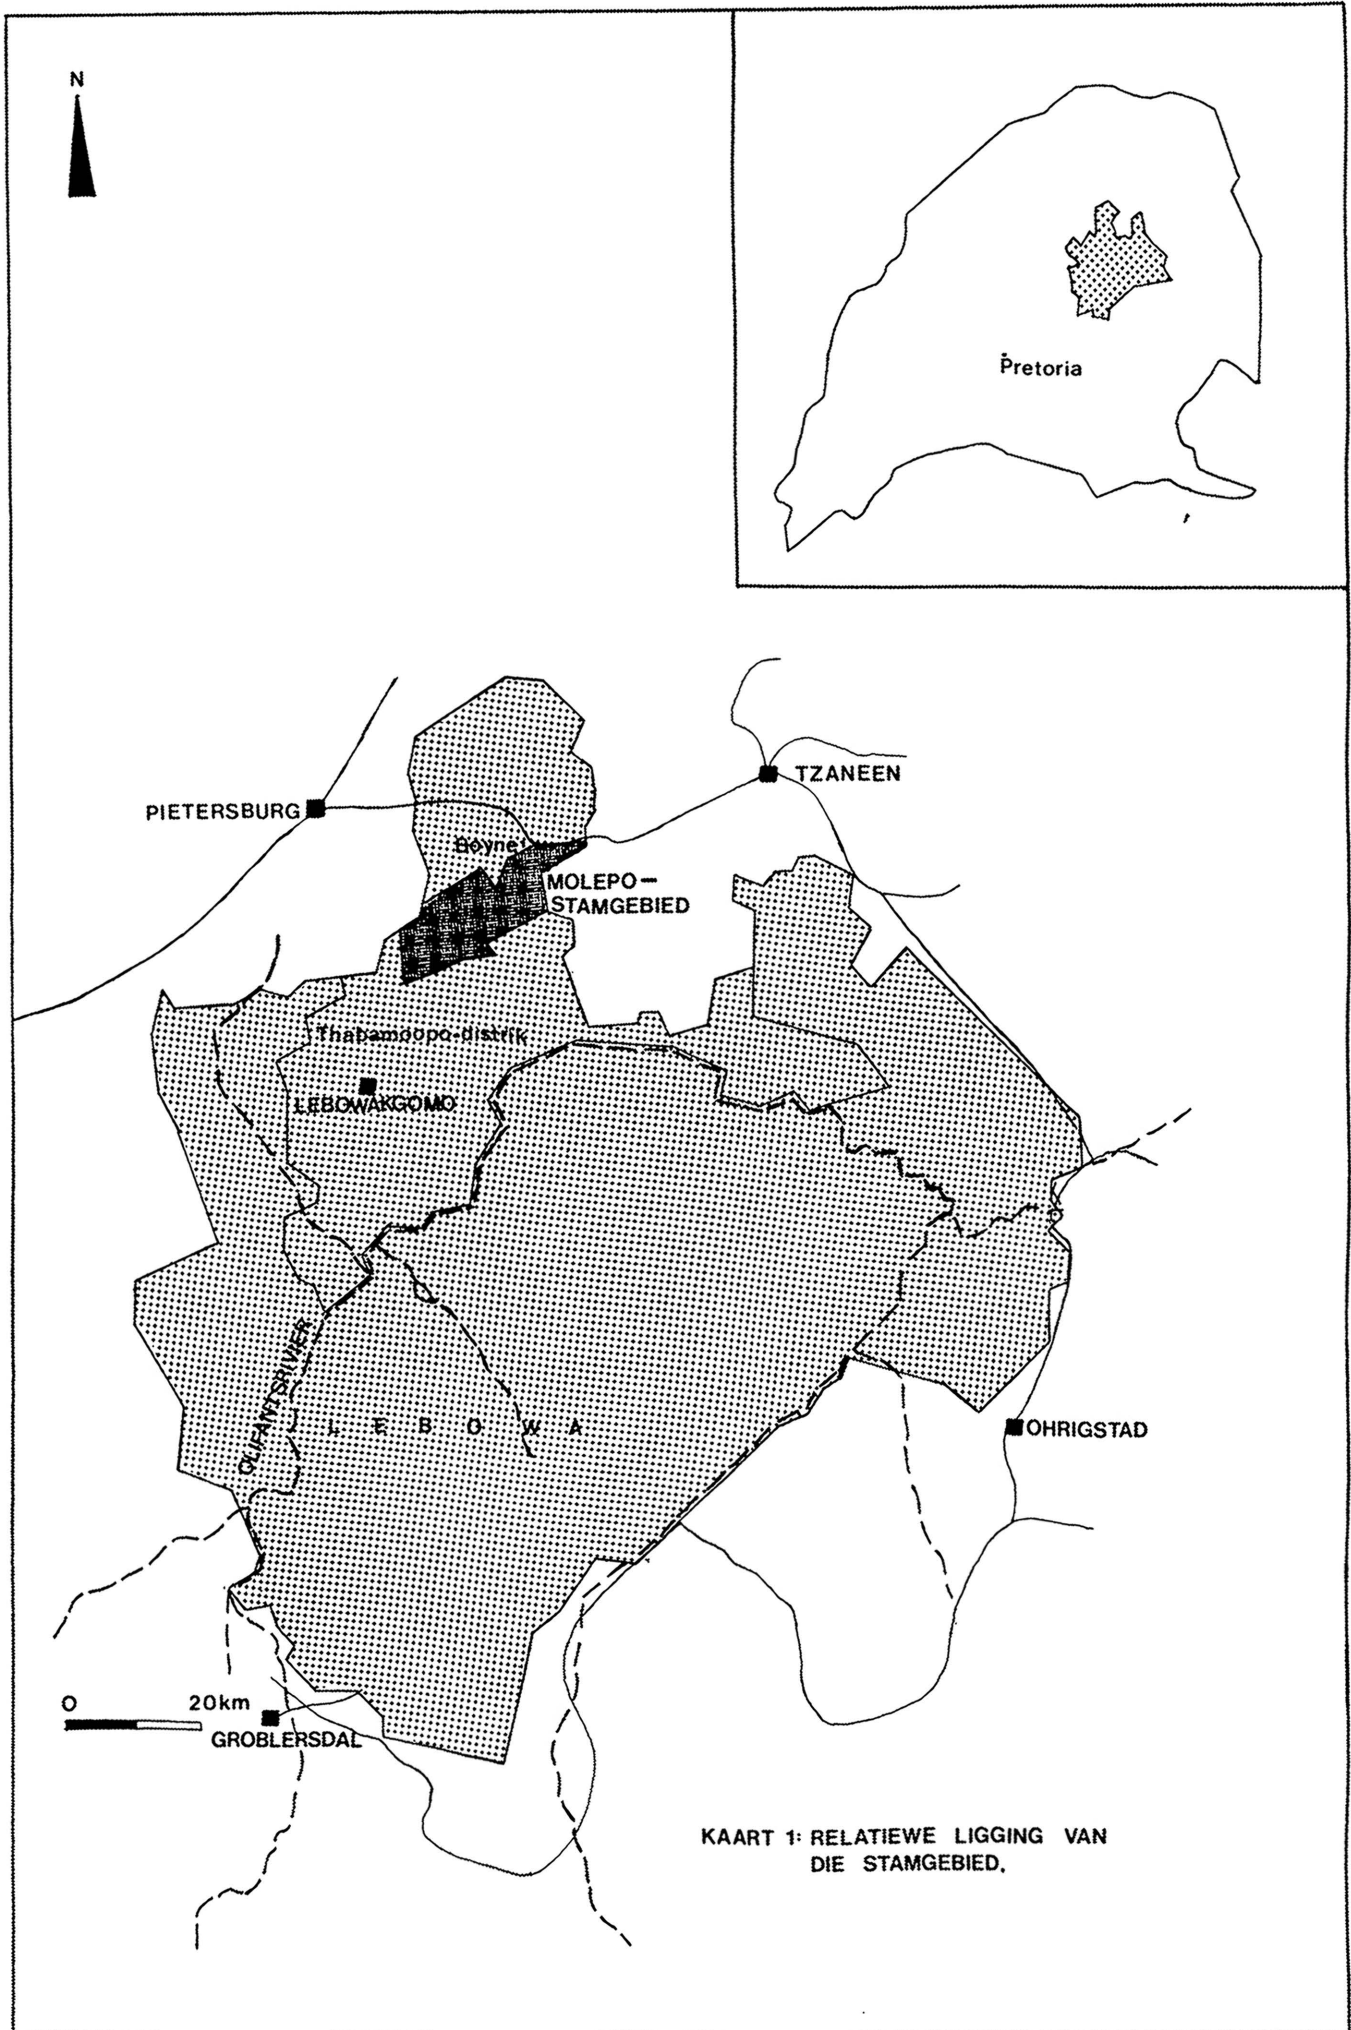 N
Pretoria
TZANEEN
PIETERSBURG
Boyne
MOLEPO—
STAMGEBIED
Thabamoopo-distrik
LEBOWAKGOMO
OLIFANTSRIVIER
LEBOWA
OHRIGSTAD
0 20km
GROBLERSDAL
KAART 1: RELATIEWE LIGGING VAN
DIE STAMGEBIED.